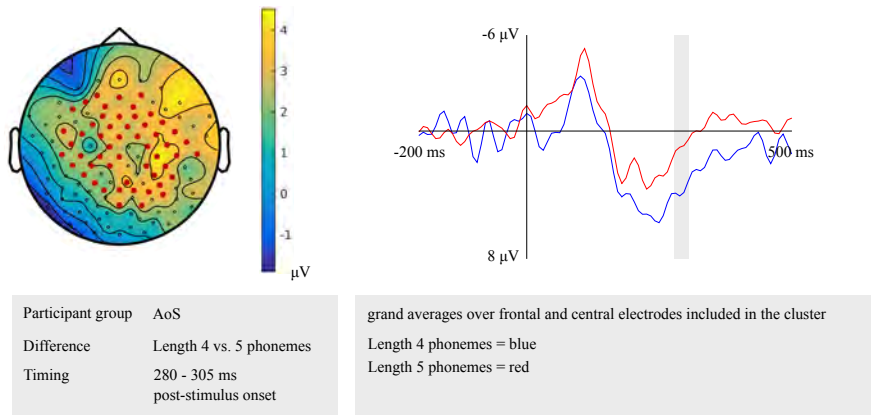 4
3
2
1
0
-1
μV
-6 μV
-200 ms
500 ms
8 μV
Participant group AoS
Difference Length 4 vs. 5 phonemes
Timing 280 - 305 ms
post-stimulus onset
grand averages over frontal and central electrodes included in the cluster
Length 4 phonemes = blue
Length 5 phonemes = red